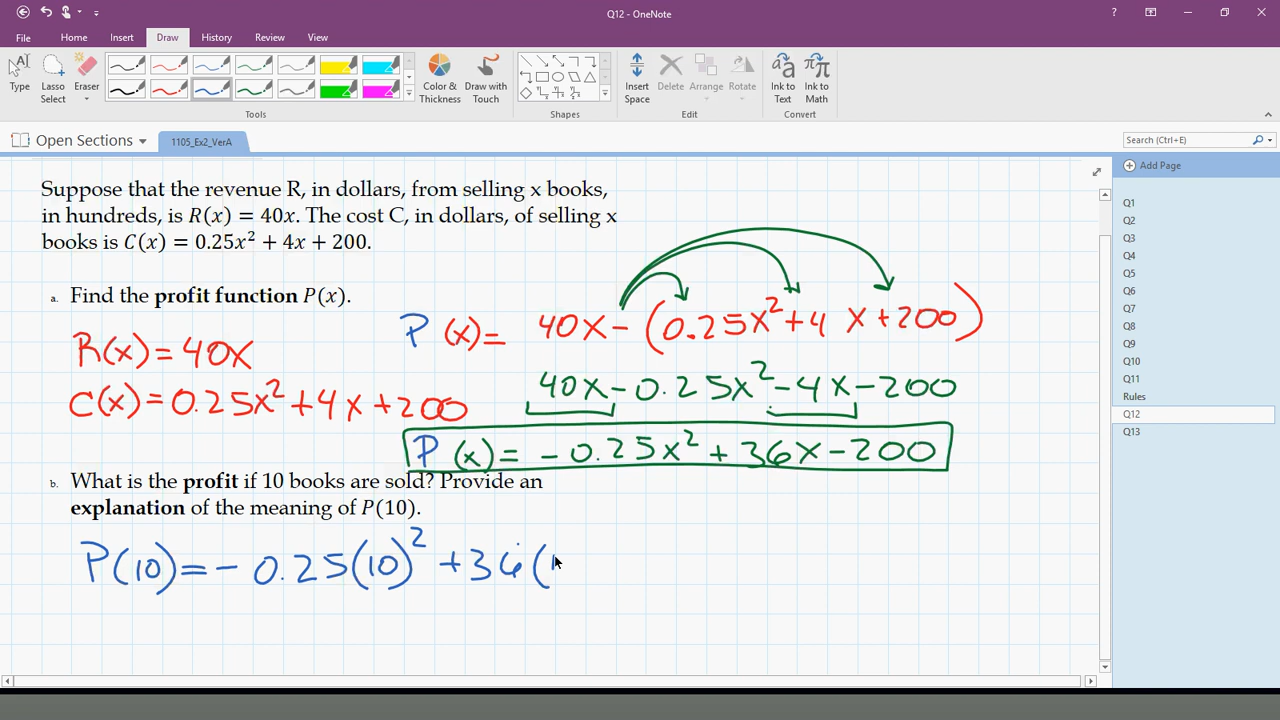 Q12 - OneNote
File Home Insert Draw History Review View
Type Lasso Select Eraser Color & Thickness Draw with Touch Insert Space Delete Arrange Rotate Ink to Text Ink to Math
Tools Shapes Edit Convert
Open Sections 1105_Ex2_VerA Search (Ctrl+E)
Add Page
Q1
Q2
Q3
Q4
Q5
Q6
Q7
Q8
Q9
Q10
Q11
Rules
Q12
Q13
Suppose that the revenue R, in dollars, from selling x books,
in hundreds, is R(x) = 40x. The cost C, in dollars, of selling x
books is C(x) = 0.25x² + 4x + 200.
a. Find the profit function P(x).
R(x) = 40x
C(x) = 0.25x² + 4x + 200
P(x) = 40x - (0.25x² + 4x + 200)
40x - 0.25x² - 4x - 200
P(x) = -0.25x² + 36x - 200
b. What is the profit if 10 books are sold? Provide an
explanation of the meaning of P(10).
P(10) = -0.25(10)² + 36(1